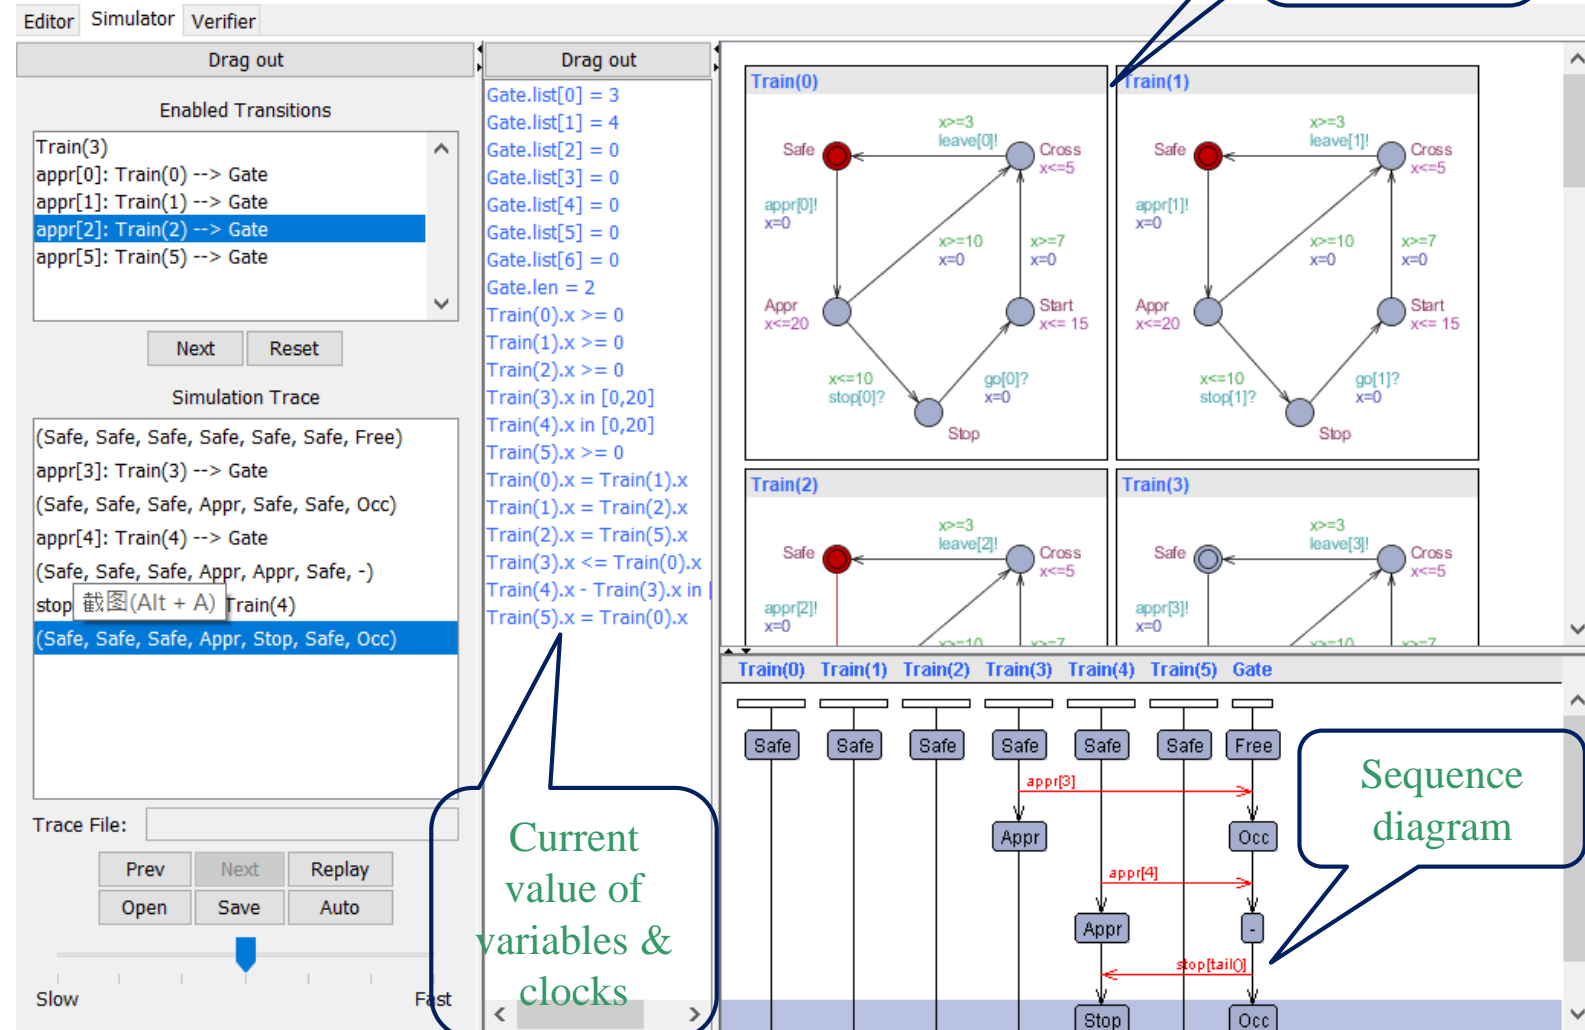 Editor Simulator Verifier
Drag out
Enabled Transitions
Train(3)
appr[0]: Train(0) --> Gate
appr[1]: Train(1) --> Gate
appr[2]: Train(2) --> Gate
appr[5]: Train(5) --> Gate
Next Reset
Simulation Trace
(Safe, Safe, Safe, Safe, Safe, Safe, Free)
appr[3]: Train(3) --> Gate
(Safe, Safe, Safe, Appr, Safe, Safe, Occ)
appr[4]: Train(4) --> Gate
(Safe, Safe, Safe, Appr, Appr, Safe, -)
stop 截图(Alt + A) Train(4)
(Safe, Safe, Safe, Appr, Stop, Safe, Occ)
Trace File:
Prev Next Replay
Open Save Auto
Slow Fast
Drag out
Gate.list[0] = 3
Gate.list[1] = 4
Gate.list[2] = 0
Gate.list[3] = 0
Gate.list[4] = 0
Gate.list[5] = 0
Gate.list[6] = 0
Gate.len = 2
Train(0).x >= 0
Train(1).x >= 0
Train(2).x >= 0
Train(3).x in [0,20]
Train(4).x in [0,20]
Train(5).x >= 0
Train(0).x = Train(1).x
Train(1).x = Train(2).x
Train(2).x = Train(5).x
Train(3).x <= Train(0).x
Train(4).x - Train(3).x in [
Train(5).x = Train(0).x
Current
value of
variables &
clocks
Train(0)
x>=3
leave[0]!
Safe
Cross
x<=5
appr[0]!
x=0
x>=10
x=0
x>=7
x=0
Appr
x<=20
Start
x<= 15
x<=10
stop[0]?
go[0]?
x=0
Stop
Train(1)
x>=3
leave[1]!
Safe
Cross
x<=5
appr[1]!
x=0
x>=10
x=0
x>=7
x=0
Appr
x<=20
Start
x<= 15
x<=10
stop[1]?
go[1]?
x=0
Stop
Train(2)
x>=3
leave[2]!
Safe
Cross
x<=5
appr[2]!
x=0
x>=10
x>=7
Train(3)
x>=3
leave[3]!
Safe
Cross
x<=5
appr[3]!
x=0
x>=10
x>=7
Train(0) Train(1) Train(2) Train(3) Train(4) Train(5) Gate
Safe Safe Safe Safe Safe Safe Free
appr[3]
Appr Occ
appr[4]
Appr -
stop[tail()]
Stop Occ
Sequence
diagram